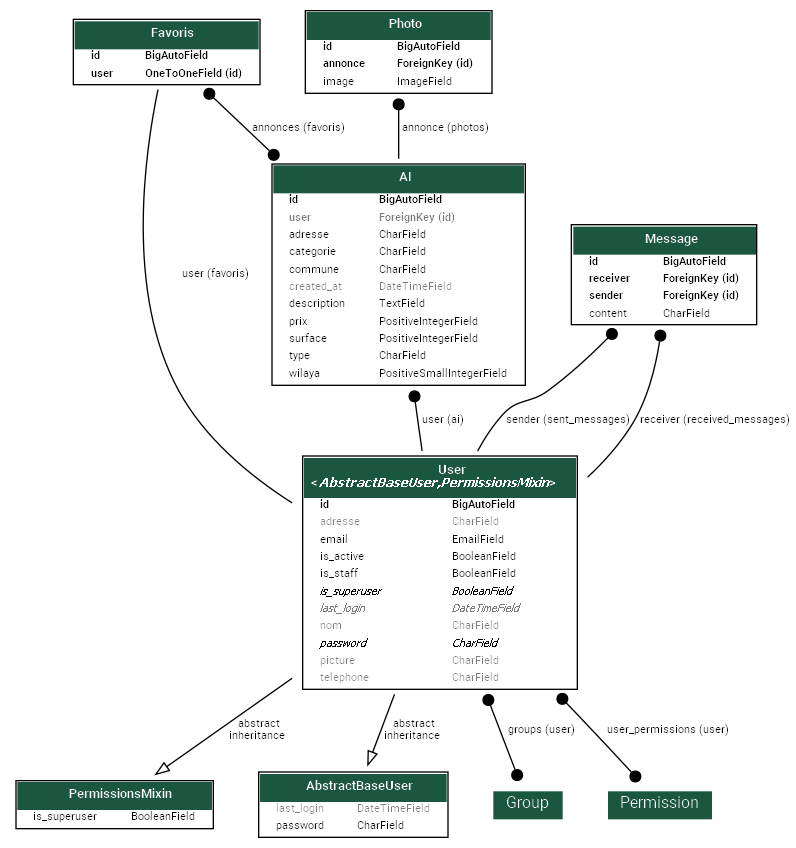 Favoris
id BigAutoField
user OneToOneField (id)
Photo
id BigAutoField
annonce ForeignKey (id)
image ImageField
annonces (favoris)
annonce (photos)
AI
id BigAutoField
user ForeignKey (id)
adresse CharField
categorie CharField
commune CharField
created_at DateTimeField
description TextField
prix PositiveIntegerField
surface PositiveIntegerField
type CharField
wilaya PositiveSmallIntegerField
Message
id BigAutoField
receiver ForeignKey (id)
sender ForeignKey (id)
content CharField
user (favoris)
user (ai)
sender (sent_messages)
receiver (received_messages)
User
<AbstractBaseUser,PermissionsMixin>
id BigAutoField
adresse CharField
email EmailField
is_active BooleanField
is_staff BooleanField
is_superuser BooleanField
last_login DateTimeField
nom CharField
password CharField
picture CharField
telephone CharField
abstract
inheritance
abstract
inheritance
groups (user)
user_permissions (user)
PermissionsMixin
is_superuser BooleanField
AbstractBaseUser
last_login DateTimeField
password CharField
Group
Permission